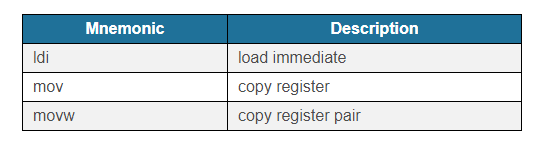 Mnemonic Description
ldi load immediate
mov copy register
movw copy register pair